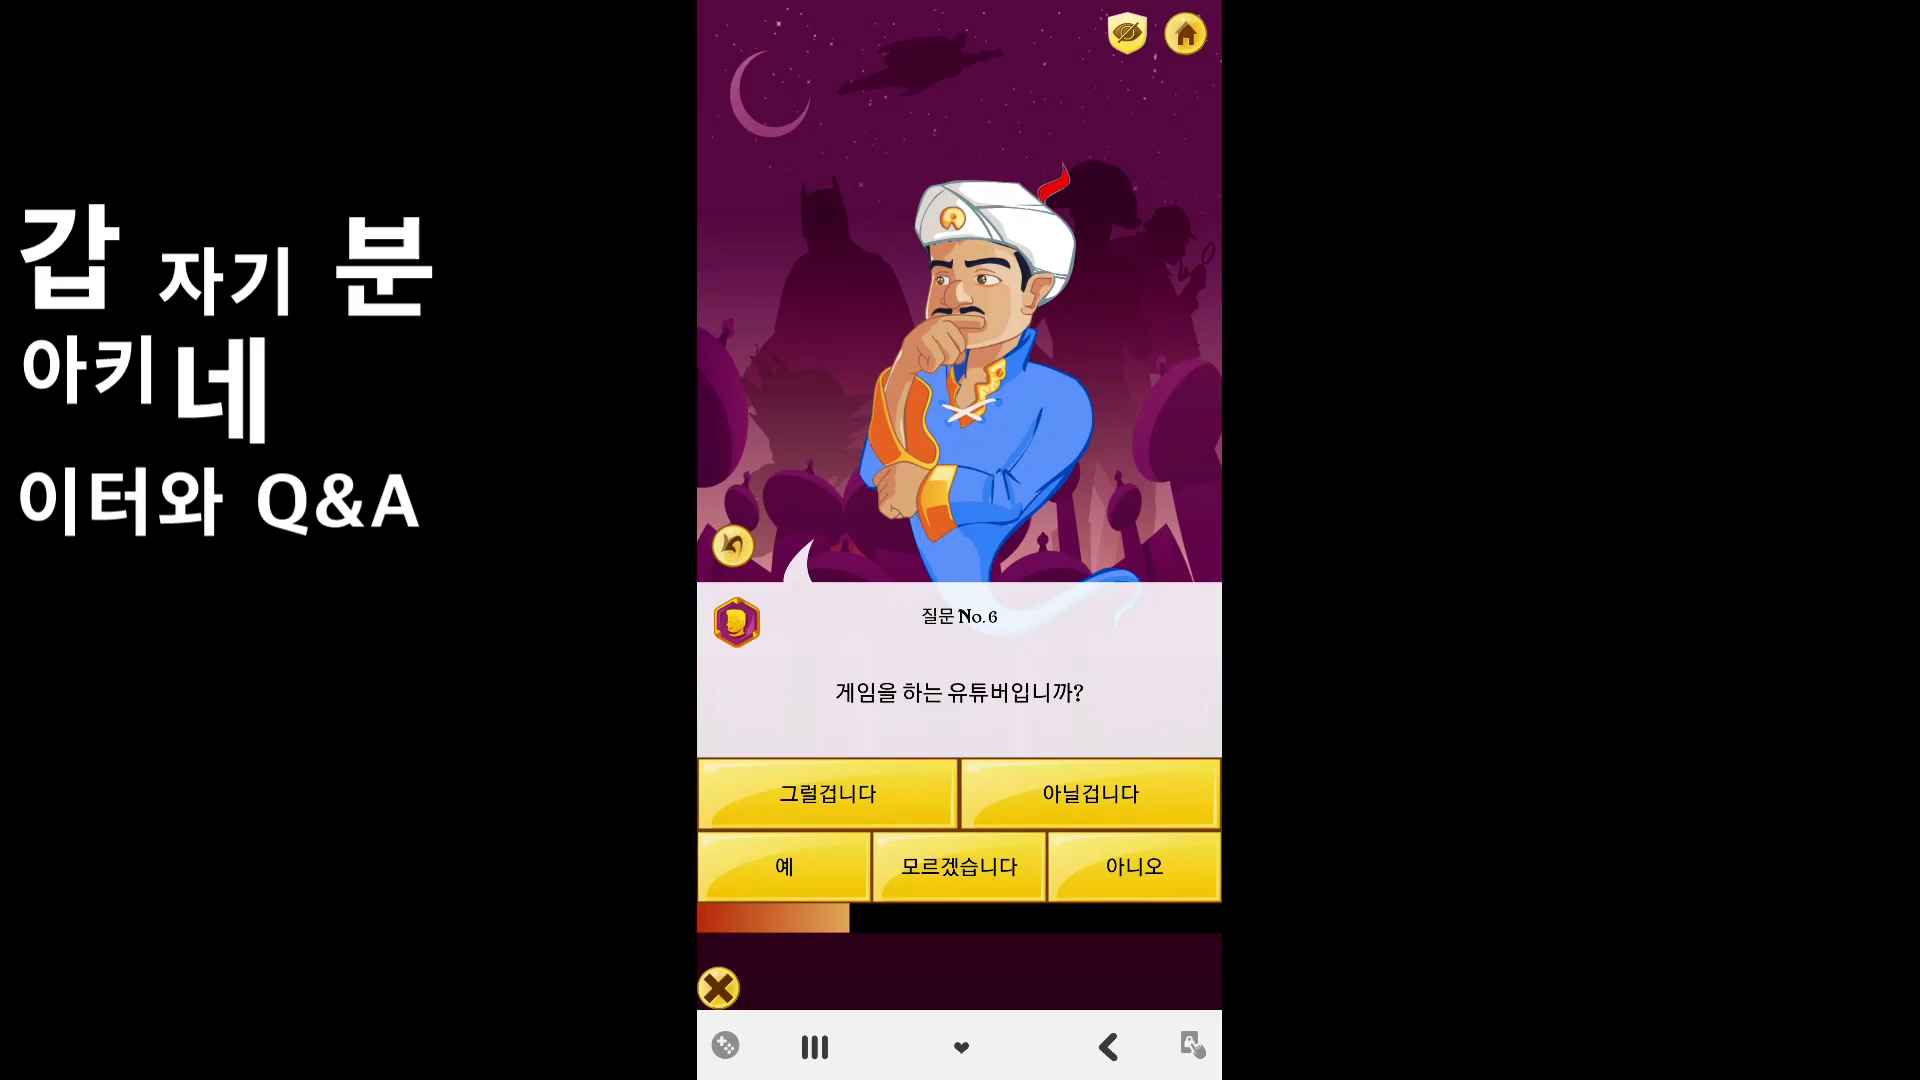 갑 자기 분
아키네
이터와 Q&A
질문 No. 6
게임을 하는 유튜버입니까?
그럴겁니다
아닐겁니다
예
모르겠습니다
아니오